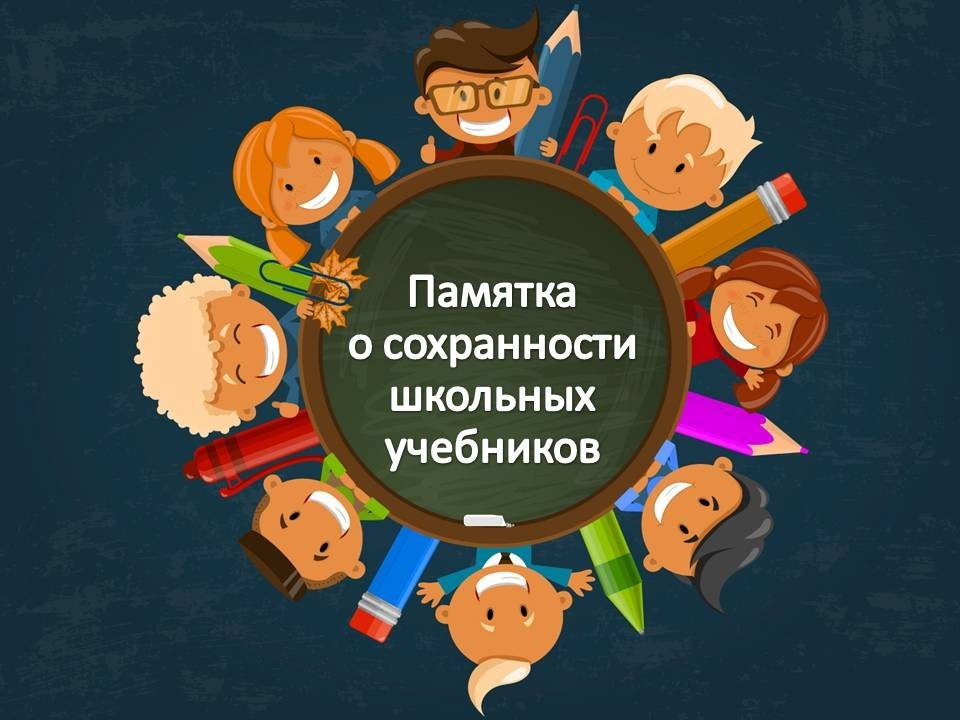 Памятка
о сохранности
школьных
учебников